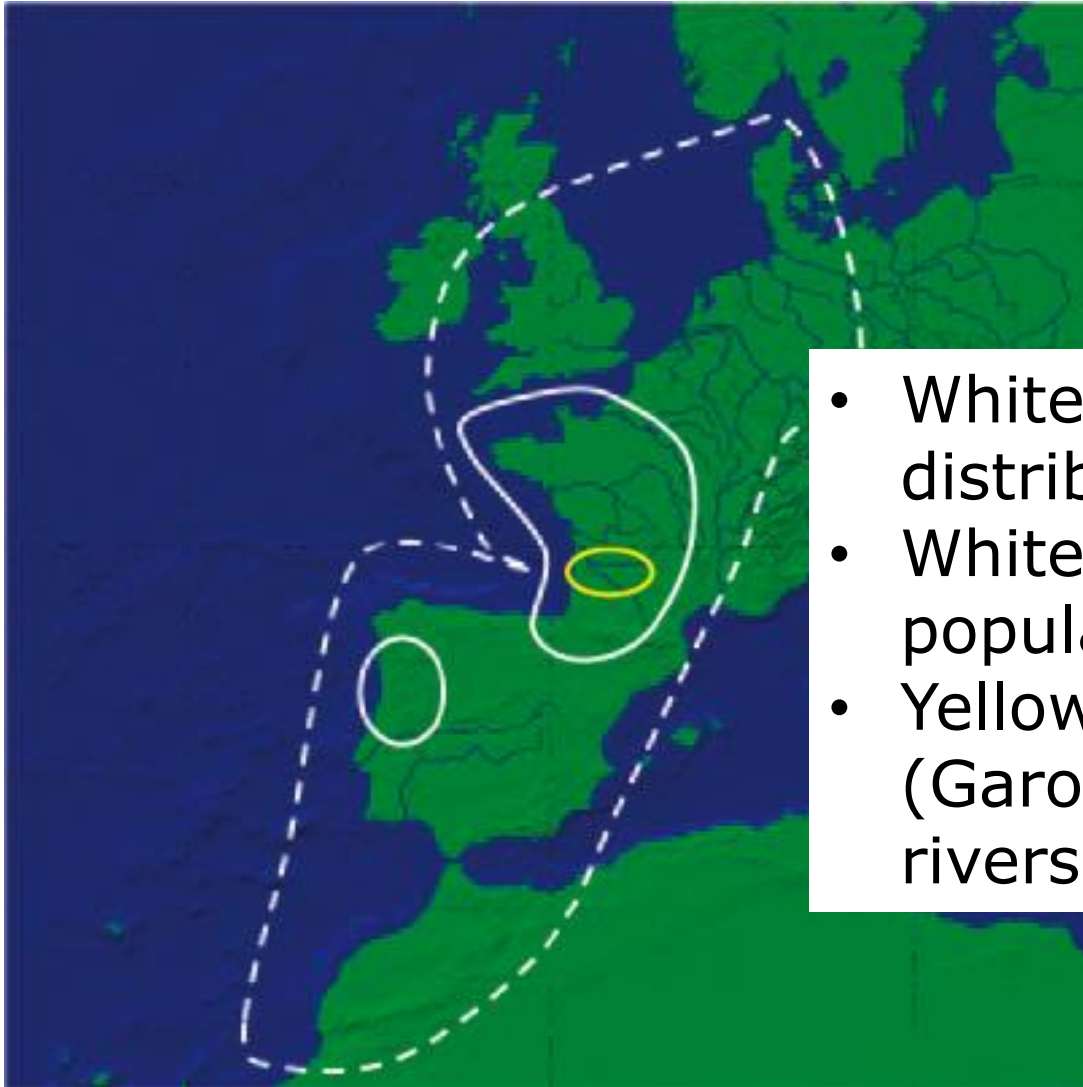 • White
distrib
• White
popula
• Yellow
(Garo
rivers